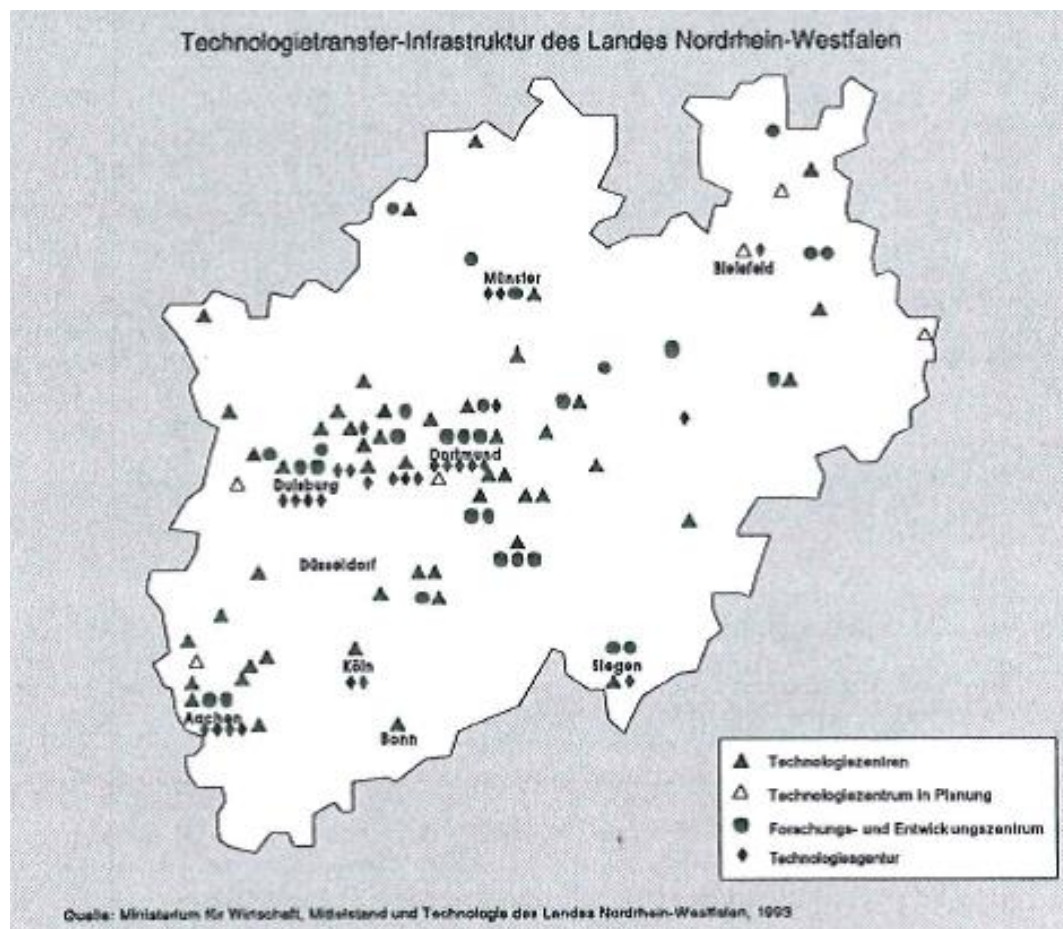 Technologietransfer-Infrastruktur des Landes Nordrhein-Westfalen
Münster
Bielefeld
Dortmund
Duisburg
Düsseldorf
Köln
Siegen
Aachen
Bonn
Technologiezentren
Technologiezentrum in Planung
Forschungs- und Entwickungszentrum
Technologieagentur
Quelle: Ministerium für Wirtschaft, Mittelstand und Technologie des Landes Nordrhein-Westfalen, 1993